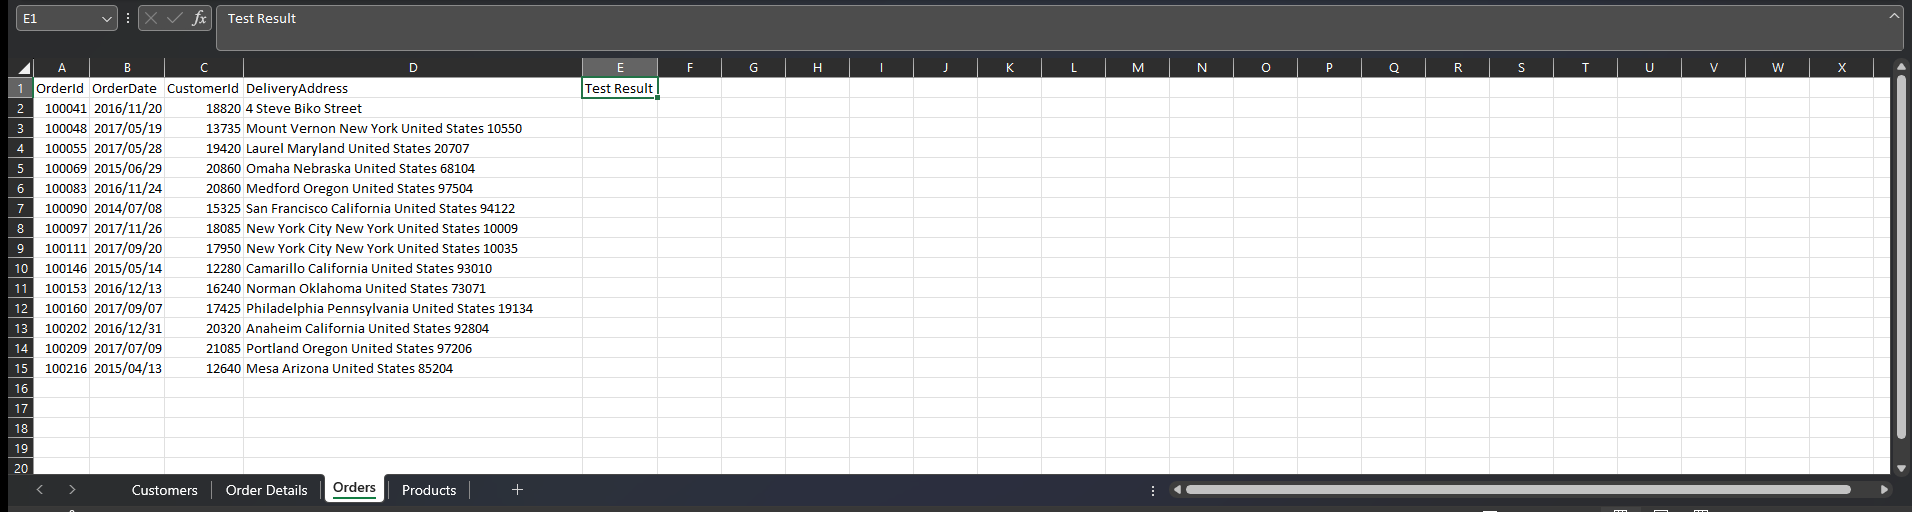 E1 fx Test Result
A B C D E F G H I J K L M N O P Q R S T U V W X
1 OrderId OrderDate CustomerId DeliveryAddress Test Result
2 100041 2016/11/20 18820 4 Steve Biko Street
3 100048 2017/05/19 13735 Mount Vernon New York United States 10550
4 100055 2017/05/28 19420 Laurel Maryland United States 20707
5 100069 2015/06/29 20860 Omaha Nebraska United States 68104
6 100083 2016/11/24 20860 Medford Oregon United States 97504
7 100090 2014/07/08 15325 San Francisco California United States 94122
8 100097 2017/11/26 18085 New York City New York United States 10009
9 100111 2017/09/20 17950 New York City New York United States 10035
10 100146 2015/05/14 12280 Camarillo California United States 93010
11 100153 2016/12/13 16240 Norman Oklahoma United States 73071
12 100160 2017/09/07 17425 Philadelphia Pennsylvania United States 19134
13 100202 2016/12/31 20320 Anaheim California United States 92804
14 100209 2017/07/09 21085 Portland Oregon United States 97206
15 100216 2015/04/13 12640 Mesa Arizona United States 85204
16
17
18
19
20
Customers Order Details Orders Products +